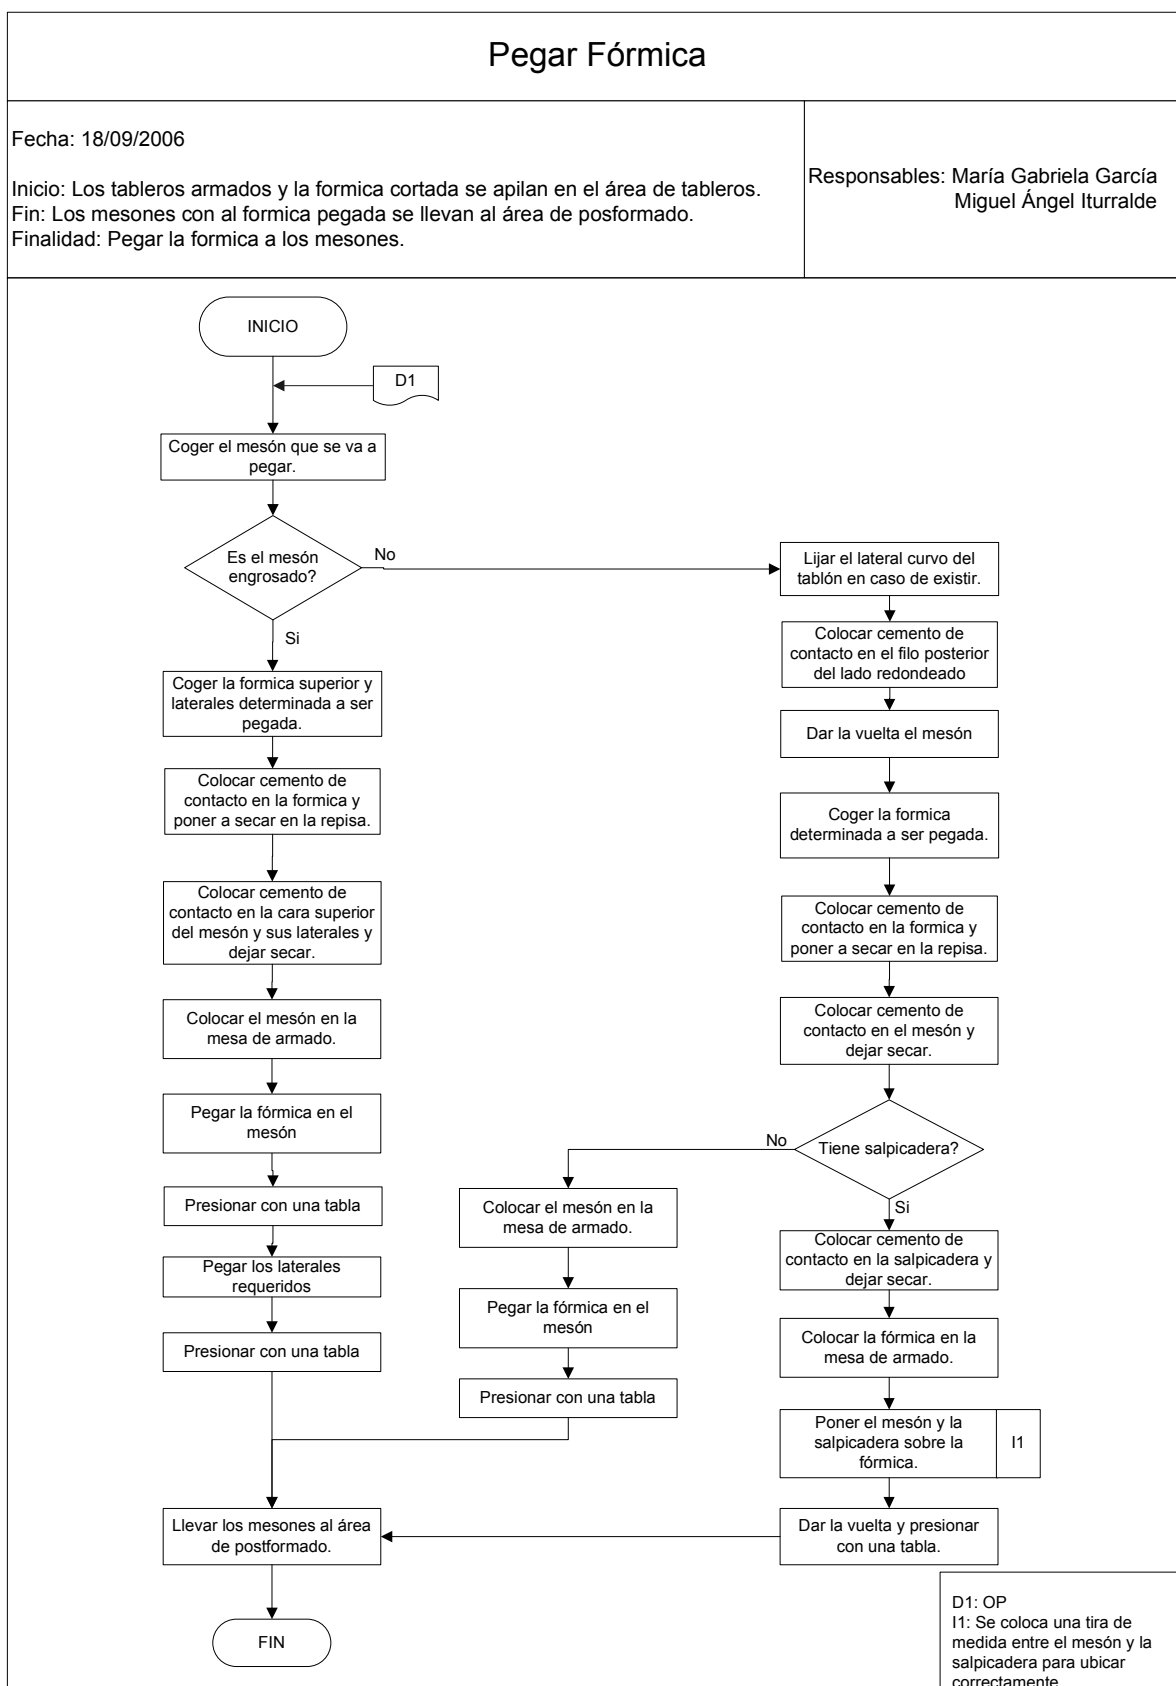 Pegar Fórmica
Fecha: 18/09/2006
Inicio: Los tableros armados y la formica cortada se apilan en el área de tableros.
Fin: Los mesones con al formica pegada se llevan al área de posformado.
Finalidad: Pegar la formica a los mesones.
Responsables: María Gabriela García
Miguel Ángel Iturralde
INICIO
D1
Coger el mesón que se va a
pegar.
Es el mesón
engrosado?
No
Si
Coger la formica superior y
laterales determinada a ser
pegada.
Colocar cemento de
contacto en la formica y
poner a secar en la repisa.
Colocar cemento de
contacto en la cara superior
del mesón y sus laterales y
dejar secar.
Colocar el mesón en la
mesa de armado.
Pegar la fórmica en el
mesón
Presionar con una tabla
Pegar los laterales
requeridos
Presionar con una tabla
Lijar el lateral curvo del
tablón en caso de existir.
Colocar cemento de
contacto en el filo posterior
del lado redondeado
Dar la vuelta el mesón
Coger la formica
determinada a ser pegada.
Colocar cemento de
contacto en la formica y
poner a secar en la repisa.
Colocar cemento de
contacto en el mesón y
dejar secar.
Tiene salpicadera?
No
Si
Colocar el mesón en la
mesa de armado.
Pegar la fórmica en el
mesón
Presionar con una tabla
Colocar cemento de
contacto en la salpicadera y
dejar secar.
Colocar la fórmica en la
mesa de armado.
Poner el mesón y la
salpicadera sobre la
fórmica.
I1
Dar la vuelta y presionar
con una tabla.
Llevar los mesones al área
de postformado.
FIN
D1: OP
I1: Se coloca una tira de
medida entre el mesón y la
salpicadera para ubicar
correctamente